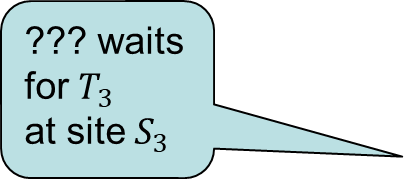 ??? waits
for T₃
at site S₃